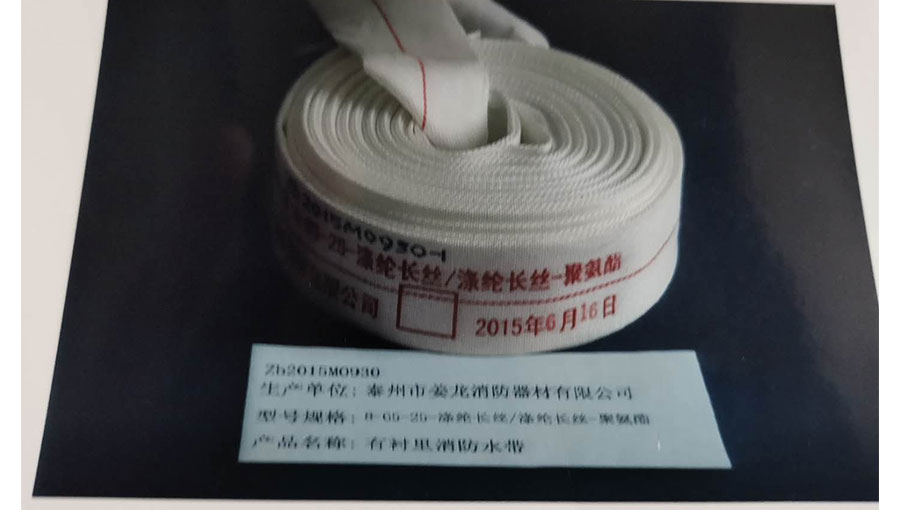 2015M0930-1
-25-涤纶长丝/涤纶长丝-聚氨酯
限公司
2015年6月16日
Zb2015M0930
生产单位：泰州市姜龙消防器材有限公司
型号规格：8-65-25-涤纶长丝/涤纶长丝-聚氨酯
产品名称：有衬里消防水带